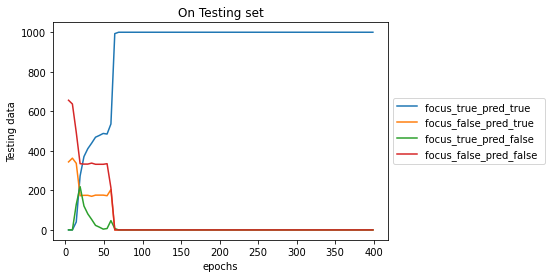 On Testing set
Testing data
1000
800
600
400
200
0
0 50 100 150 200 250 300 350 400
epochs
focus_true_pred_true
focus_false_pred_true
focus_true_pred_false
focus_false_pred_false